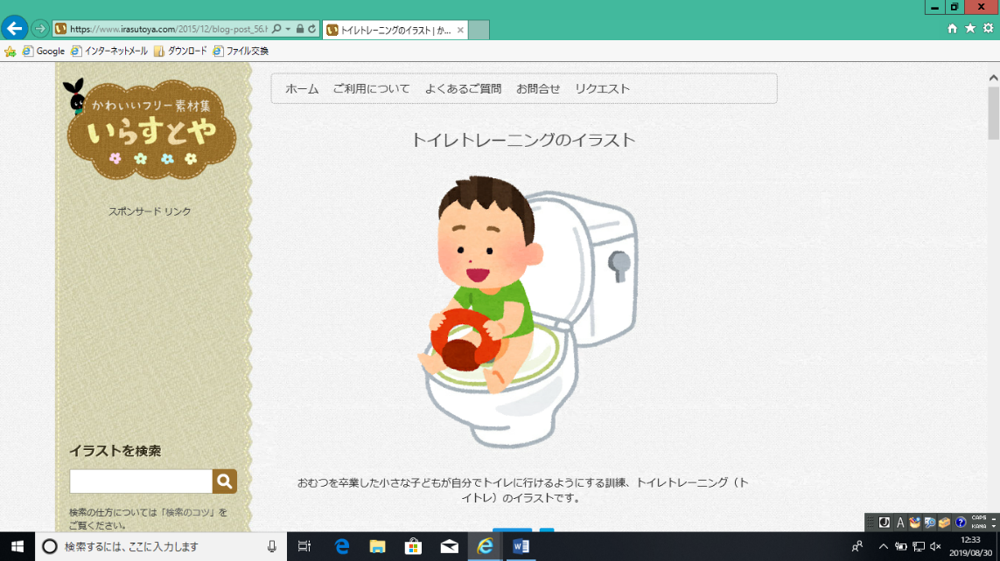 https://www.irasutoya.com/2015/12/blog-post_56.h
トイレトレーニングのイラスト | か...
Google
インターネットメール
ダウンロード
ファイル交換
かわいいフリー素材集
いらすとや
ホーム ご利用について よくあるご質問 お問合せ リクエスト
トイレトレーニングのイラスト
スポンサード リンク
イラストを検索
検索の仕方については「検索のコツ」を
ご覧ください。
おむつを卒業した小さな子どもが自分でトイレに行けるようにする訓練、トイレトレーニング（ト
イトレ）のイラストです。
A
CAPS
KANA
検索するには、ここに入力します
12:33
2019/08/30